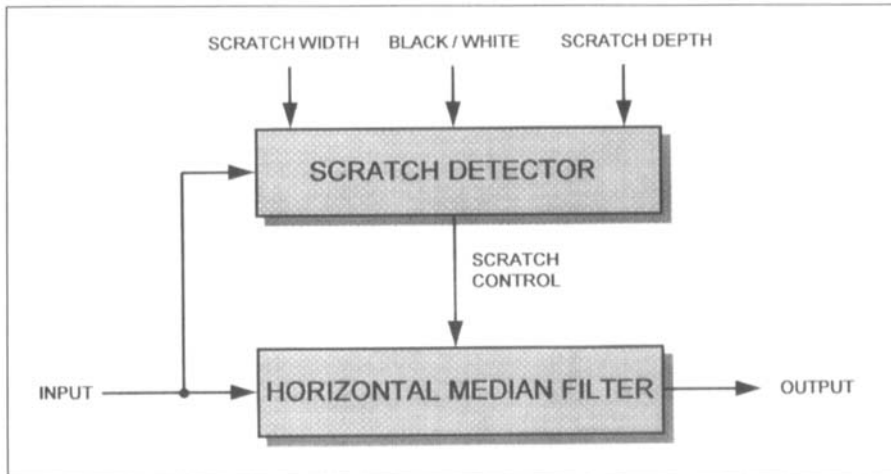 SCRATCH WIDTH
BLACK / WHITE
SCRATCH DEPTH
SCRATCH DETECTOR
SCRATCH
CONTROL
INPUT
HORIZONTAL MEDIAN FILTER
OUTPUT